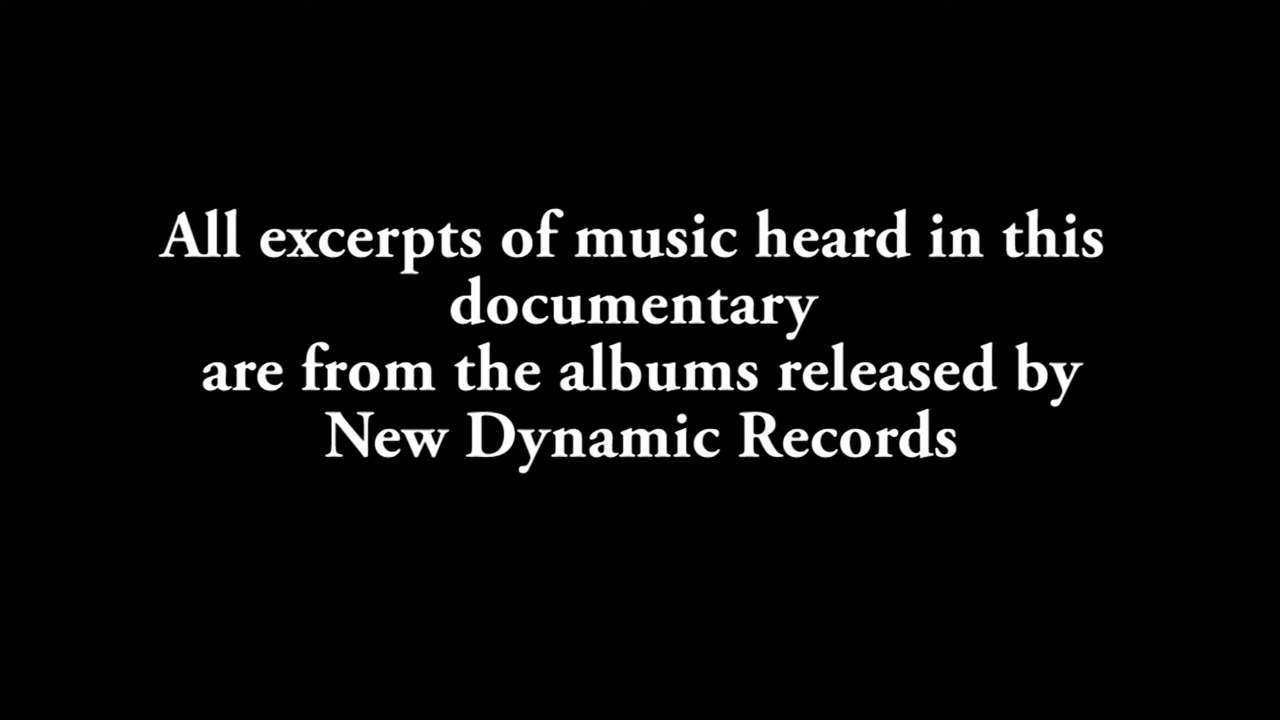 All excerpts of music heard in this
documentary
are from the albums released by
New Dynamic Records